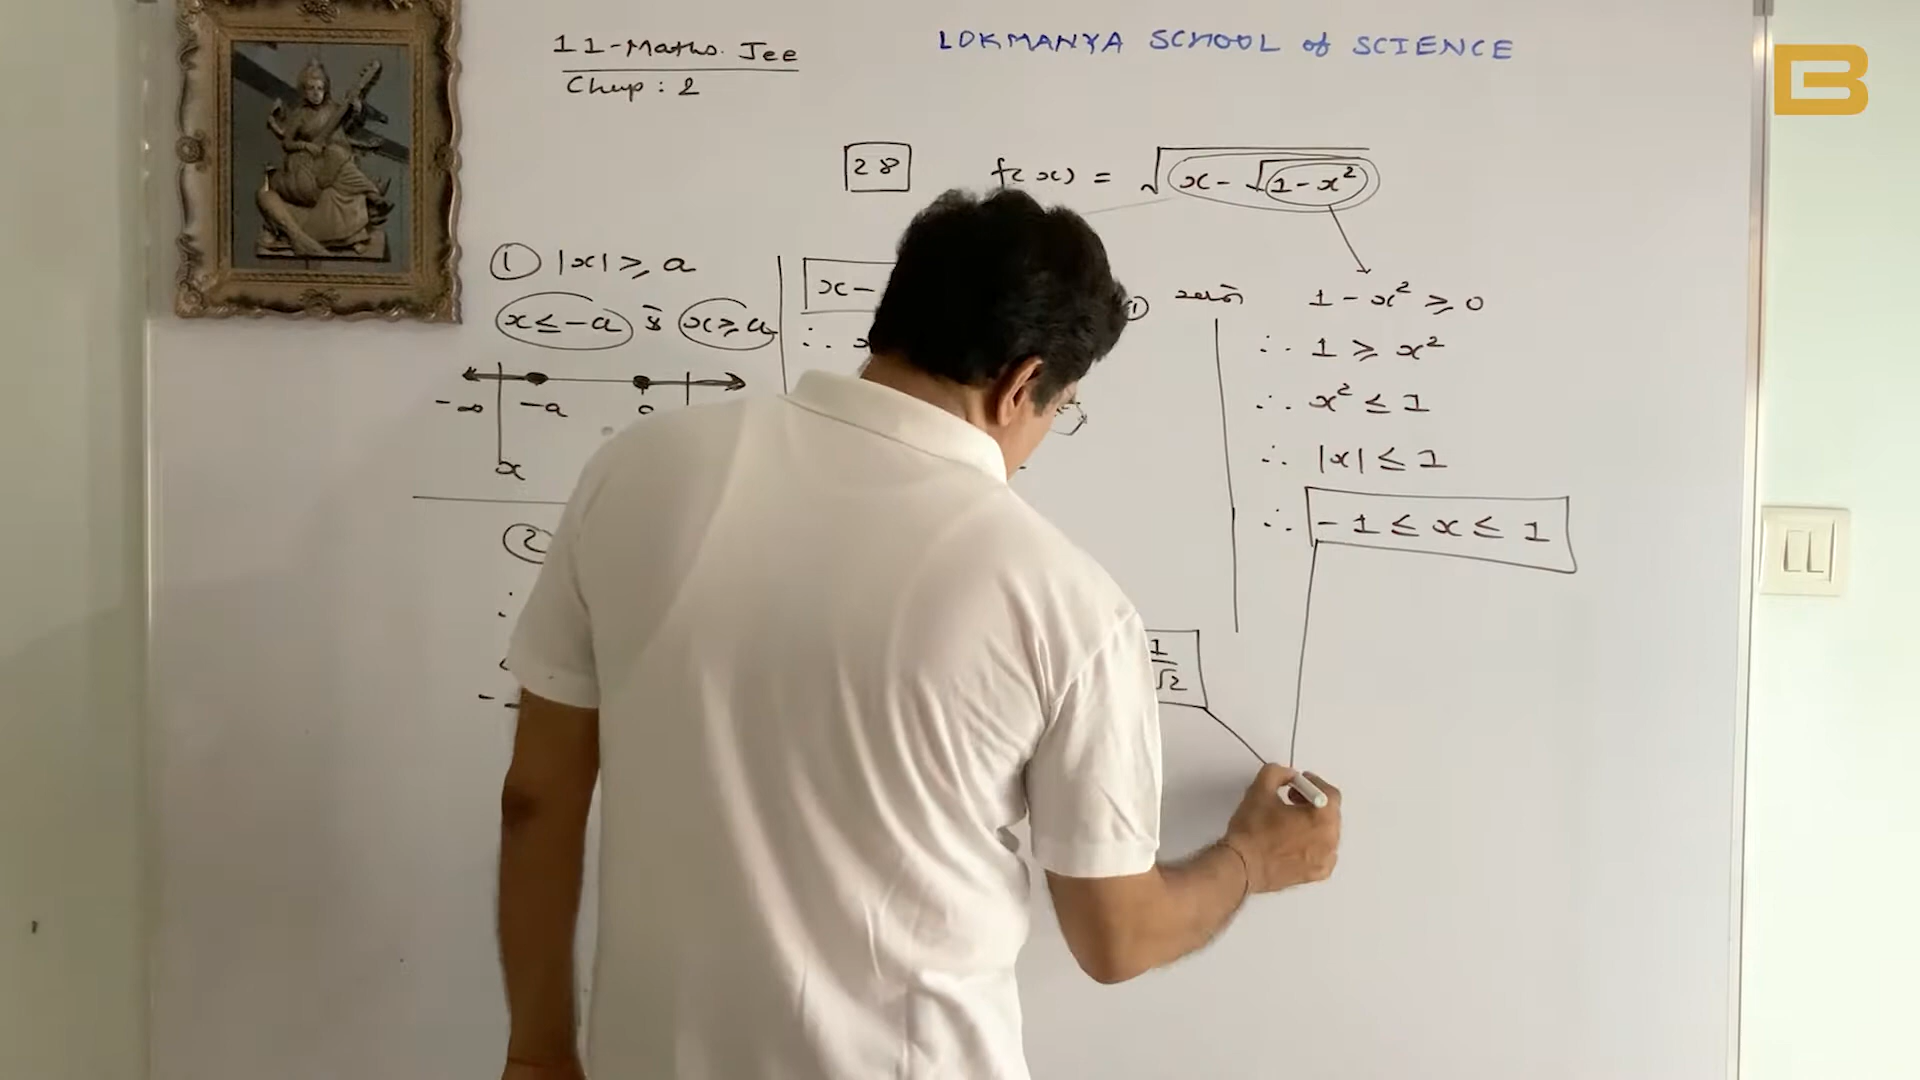 11-Maths. Jee
Chap : 2
LOKMANYA SCHOOL of SCIENCE
28 f(x) = √(x - √(1 - x²))
① |x| ≥ a
x ≤ -a કે x ≥ a
-∞ -a a
x
②
x -
∴
①
1 - x² ≥ 0
∴ 1 ≥ x²
∴ x² ≤ 1
∴ |x| ≤ 1
∴ -1 ≤ x ≤ 1
1/√2
B